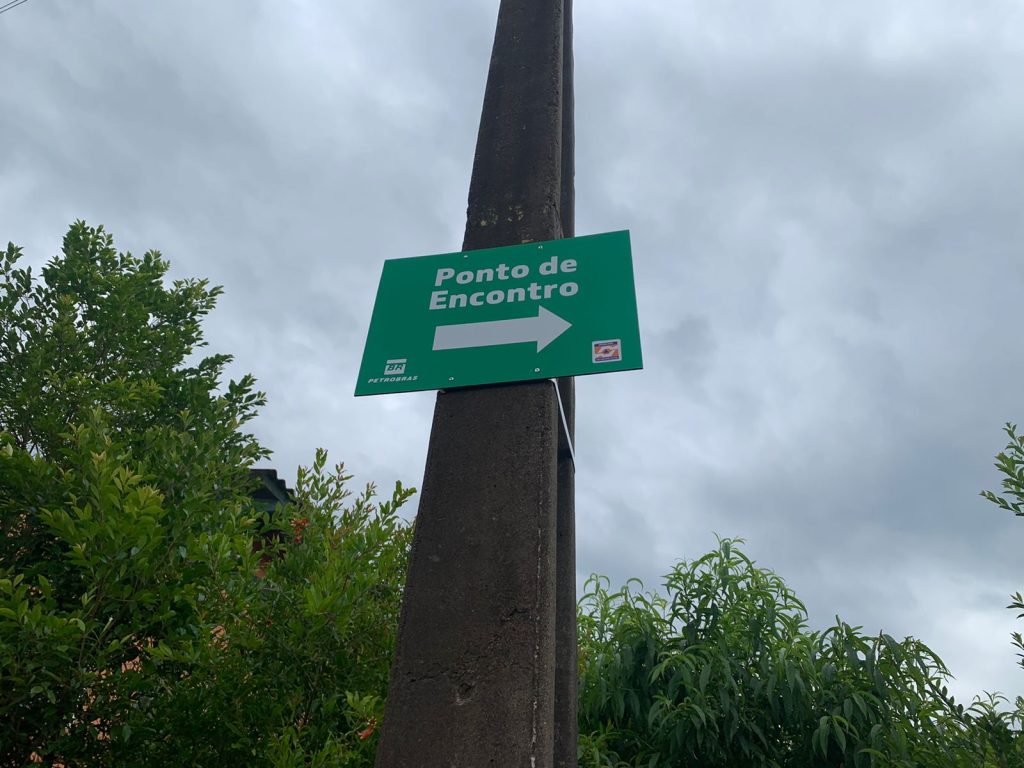 Ponto de
Encontro
BR
PETROBRAS